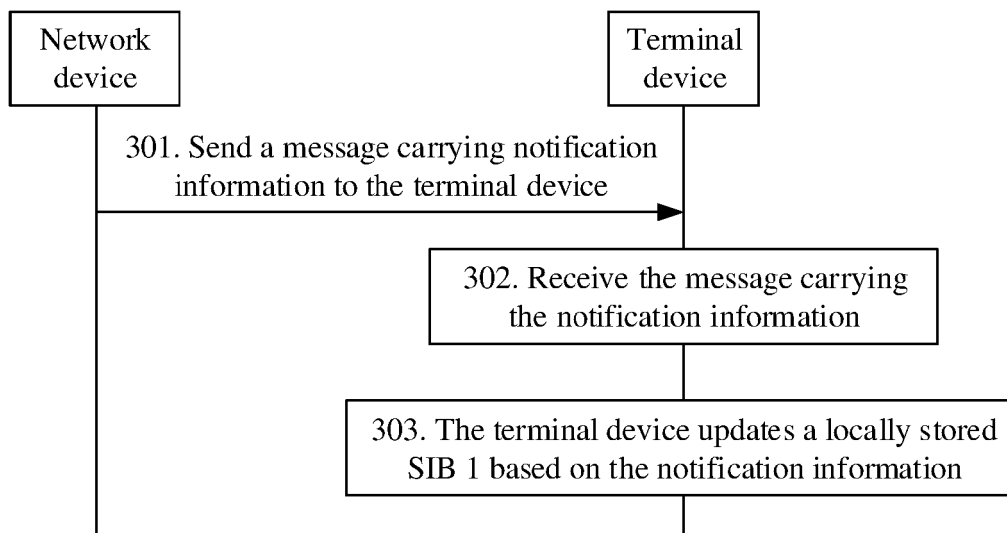 Network
device
Terminal
device
301. Send a message carrying notification
information to the terminal device
302. Receive the message carrying
the notification information
303. The terminal device updates a locally stored
SIB 1 based on the notification information